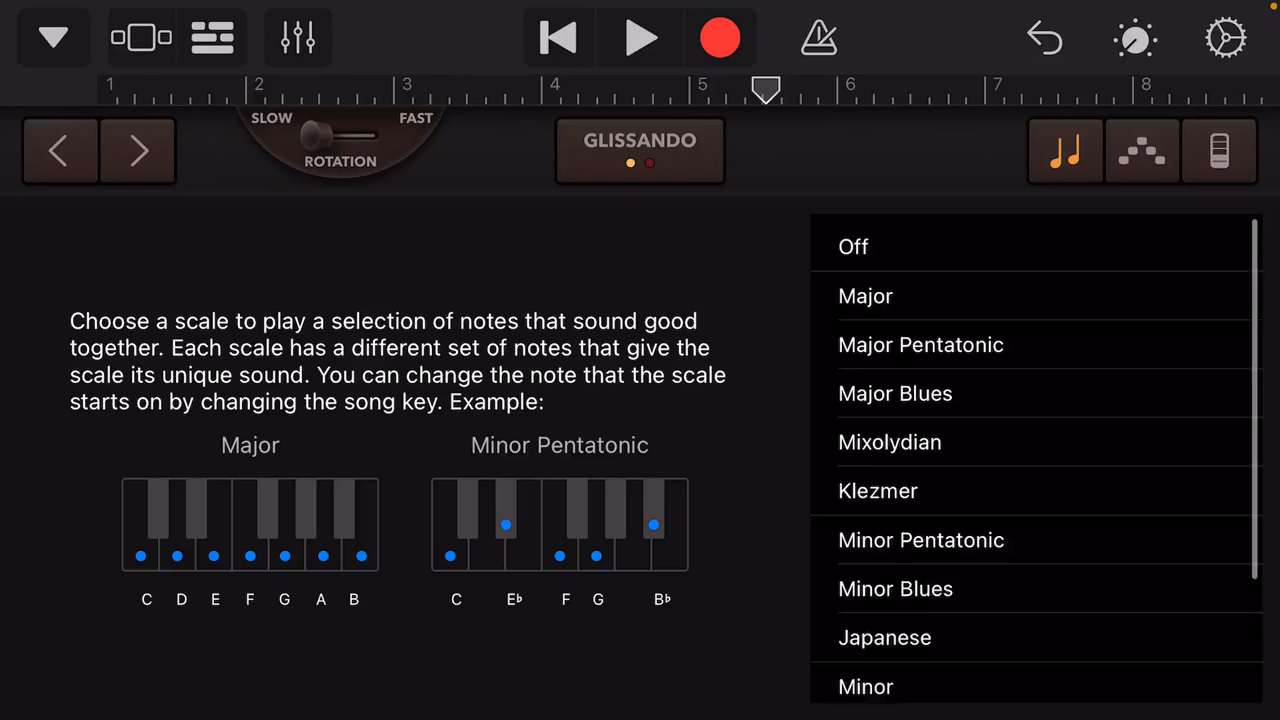 1 2 3 4 5 6 7 8
SLOW FAST
ROTATION
GLISSANDO
Choose a scale to play a selection of notes that sound good
together. Each scale has a different set of notes that give the
scale its unique sound. You can change the note that the scale
starts on by changing the song key. Example:
Major
C D E F G A B
Minor Pentatonic
C E♭ F G B♭
Off
Major
Major Pentatonic
Major Blues
Mixolydian
Klezmer
Minor Pentatonic
Minor Blues
Japanese
Minor